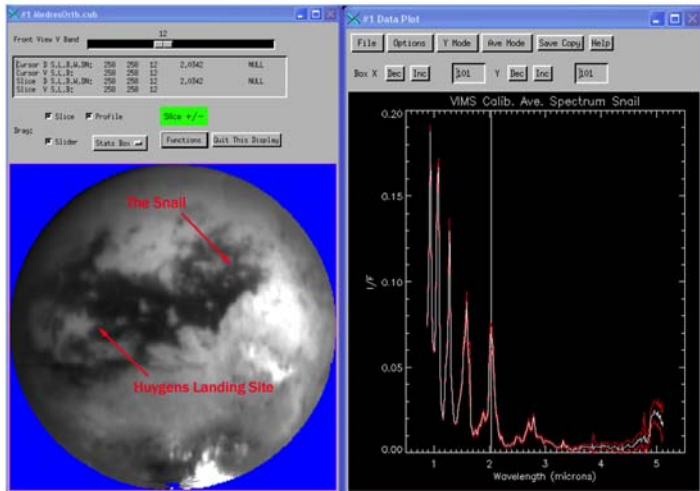 #1 MedresOrth.cub
Front View V Band
12
Cursor D S.L.B.W.DN: 258 258 12 2.0342 NULL
Cursor V S.L.B:
Slice D S.L.B.W.DN: 258 258 12 2.0342 NULL
Slice V S.L.B:
Slice Profile Slice +/-
Drag:
Slider Stats Box Functions Quit This Display
The Snail
Huygens Landing Site
#1 Data Plot
File Options Y Mode Ave Mode Save Copy Help
Box X Dec Inc 101 Y Dec Inc 101
VIMS Calib. Ave. Spectrum Snail
0.20
0.15
0.10
0.05
0.00
I/F
1 2 3 4 5
Wavelength (microns)